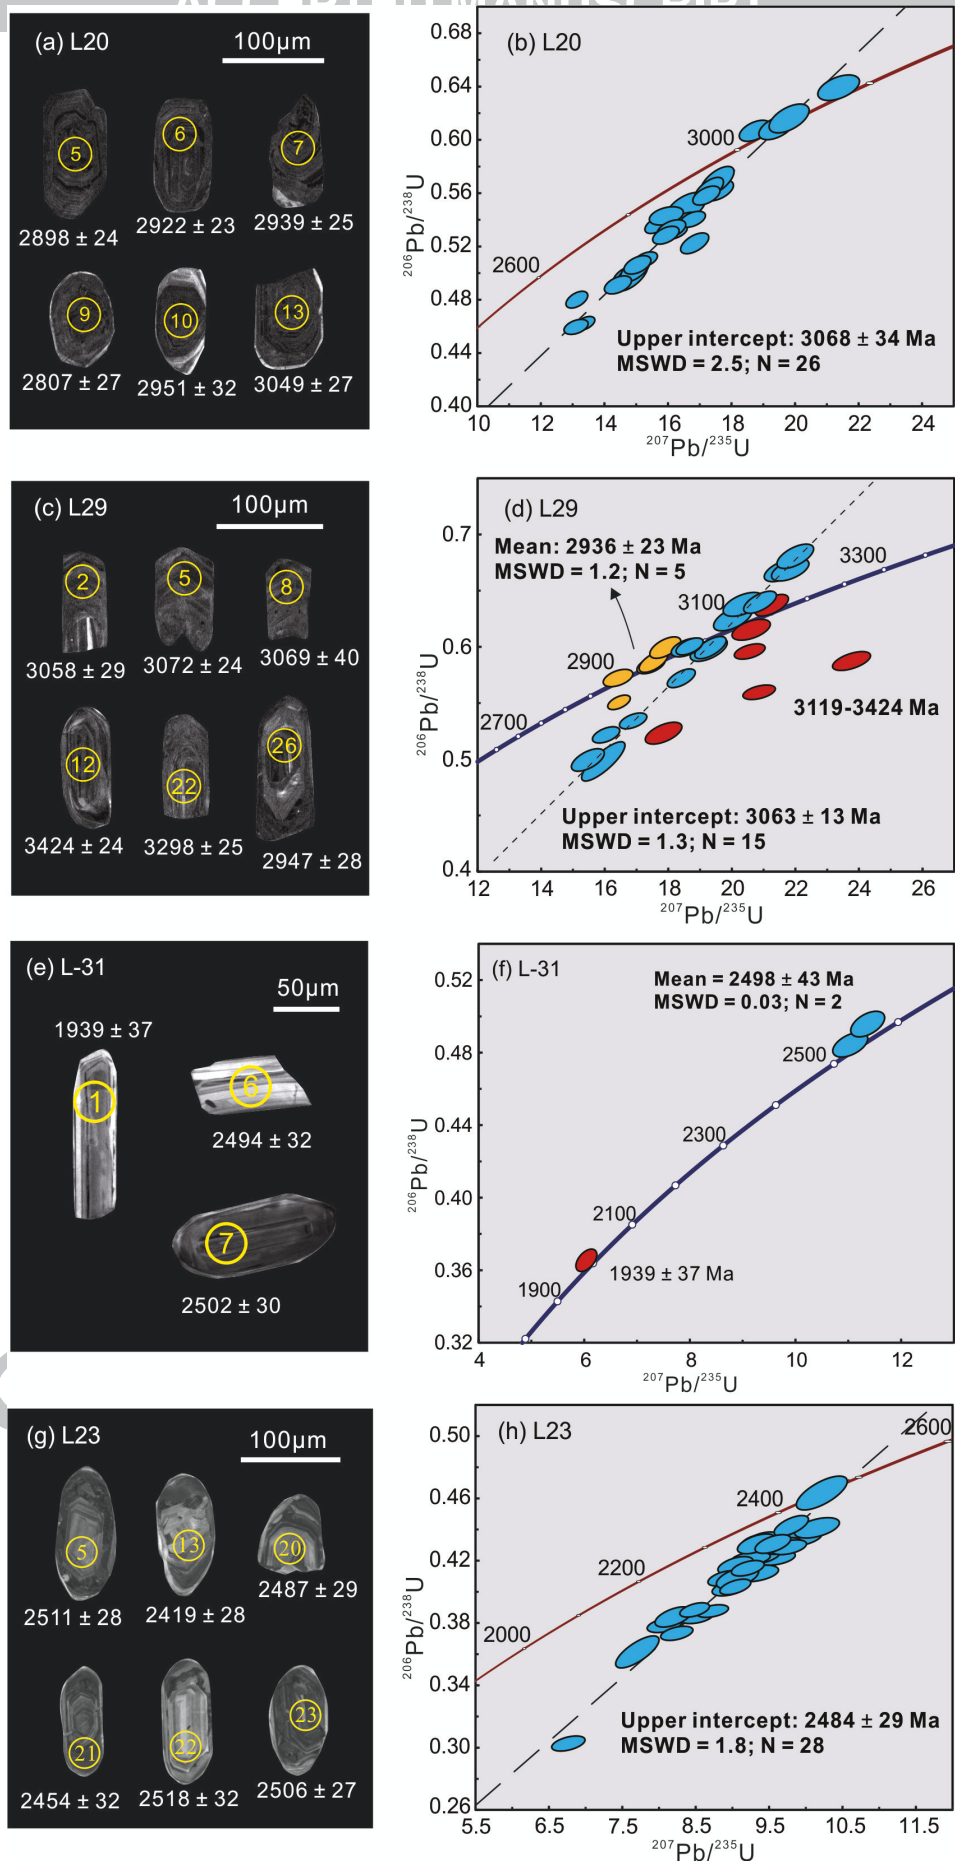 ACCEPTED MANUSCRIPT
(a) L20
100μm
5
6
7
2898 ± 24
2922 ± 23
2939 ± 25
9
10
13
2807 ± 27
2951 ± 32
3049 ± 27
(b) L20
0.68
0.64
0.60
0.56
0.52
0.48
0.44
0.40
206Pb/238U
3000
2600
Upper intercept: 3068 ± 34 Ma
MSWD = 2.5; N = 26
10 12 14 16 18 20 22 24
207Pb/235U
(c) L29
100μm
2
5
8
3058 ± 29
3072 ± 24
3069 ± 40
12
22
26
3424 ± 24
3298 ± 25
2947 ± 28
(d) L29
0.7
0.6
0.5
0.4
206Pb/238U
Mean: 2936 ± 23 Ma
MSWD = 1.2; N = 5
3300
3100
2900
2700
3119-3424 Ma
Upper intercept: 3063 ± 13 Ma
MSWD = 1.3; N = 15
12 14 16 18 20 22 24 26
207Pb/235U
(e) L-31
50μm
1939 ± 37
1
6
2494 ± 32
7
2502 ± 30
(f) L-31
0.52
0.48
0.44
0.40
0.36
0.32
206Pb/238U
Mean = 2498 ± 43 Ma
MSWD = 0.03; N = 2
2500
2300
2100
1900
1939 ± 37 Ma
4 6 8 10 12
207Pb/235U
(g) L23
100μm
5
13
20
2511 ± 28
2419 ± 28
2487 ± 29
21
22
23
2454 ± 32
2518 ± 32
2506 ± 27
(h) L23
0.50
0.46
0.42
0.38
0.34
0.30
0.26
206Pb/238U
2600
2400
2200
2000
Upper intercept: 2484 ± 29 Ma
MSWD = 1.8; N = 28
5.5 6.5 7.5 8.5 9.5 10.5 11.5
207Pb/235U